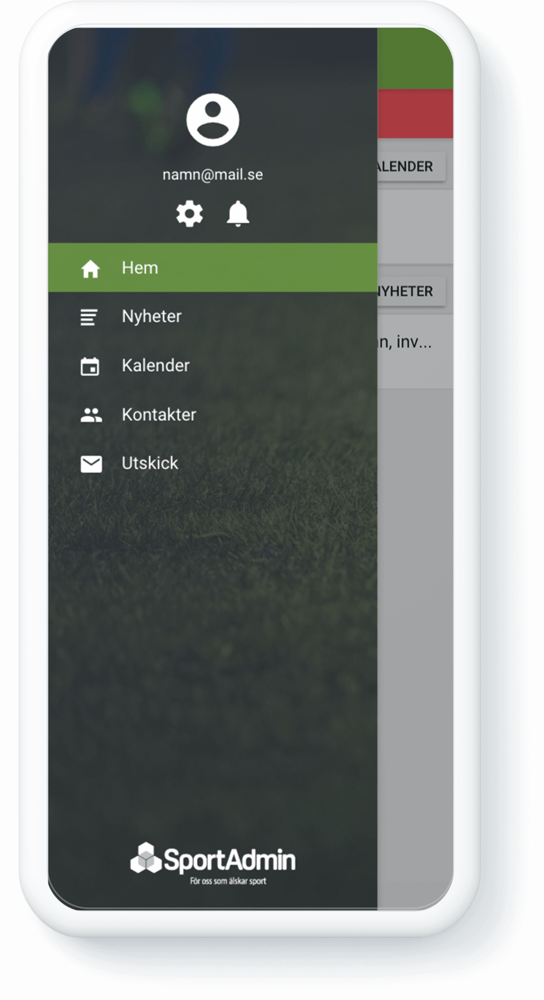 namn@mail.se
Hem
Nyheter
Kalender
Kontakter
Utskick
SportAdmin
För oss som älskar sport
ALENDER
NYHETER
n, inv...